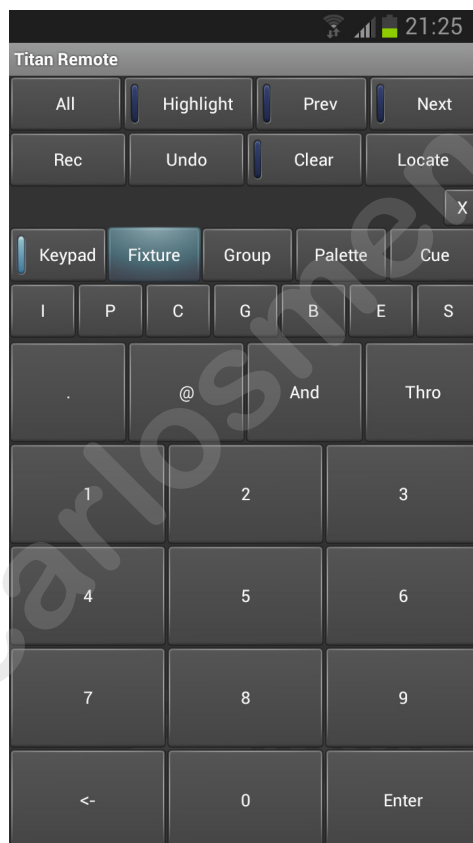 21:25
Titan Remote
All Highlight Prev Next
Rec Undo Clear Locate
X
Keypad Fixture Group Palette Cue
I P C G B E S
. @ And Thro
1 2 3
4 5 6
7 8 9
<- 0 Enter
carlosmen